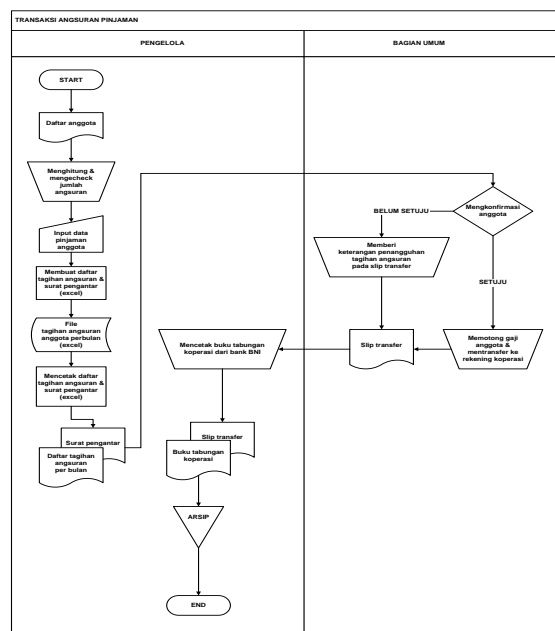 TRANSAKSI ANGSURAN PINJAMAN
PENGELOLA
BAGIAN UMUM
START
Daftar anggota
Menghitung &
mengecheck
jumlah
angsuran
Input data
pinjaman
anggota
Membuat daftar
tagihan angsuran &
surat pengantar
(excel)
File
tagihan angsuran
anggota perbulan
(excel)
Mencetak daftar
tagihan angsuran &
surat pengantar
(excel)
Surat pengantar
Daftar tagihan
angsuran
per bulan
Mengkonfirmasi
anggota
BELUM SETUJU
Memberi
keterangan penangguhan
tagihan angsuran
pada slip transfer
SETUJU
Memotong gaji
anggota &
mentransfer ke
rekening koperasi
Slip transfer
Mencetak buku tabungan
koperasi dari bank BNI
Slip transfer
Buku tabungan
koperasi
ARSIP
END